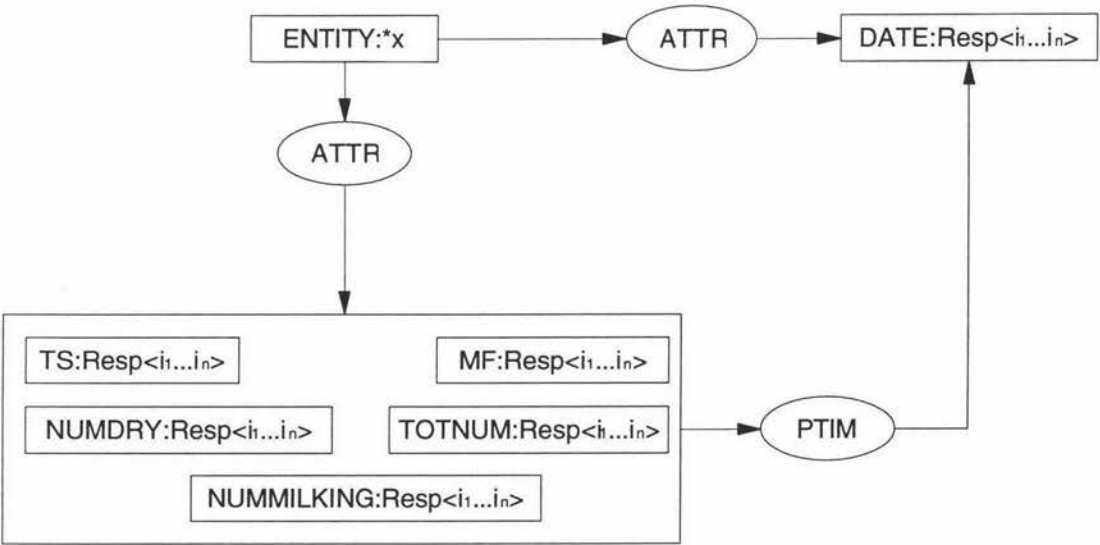 ENTITY:*x ATTR DATE:Resp<i₁...iₙ>
ATTR
TS:Resp<i₁...iₙ> MF:Resp<i₁...iₙ>
NUMDRY:Resp<i₁...iₙ> TOTNUM:Resp<i₁...iₙ> PTIM
NUMMILKING:Resp<i₁...iₙ>